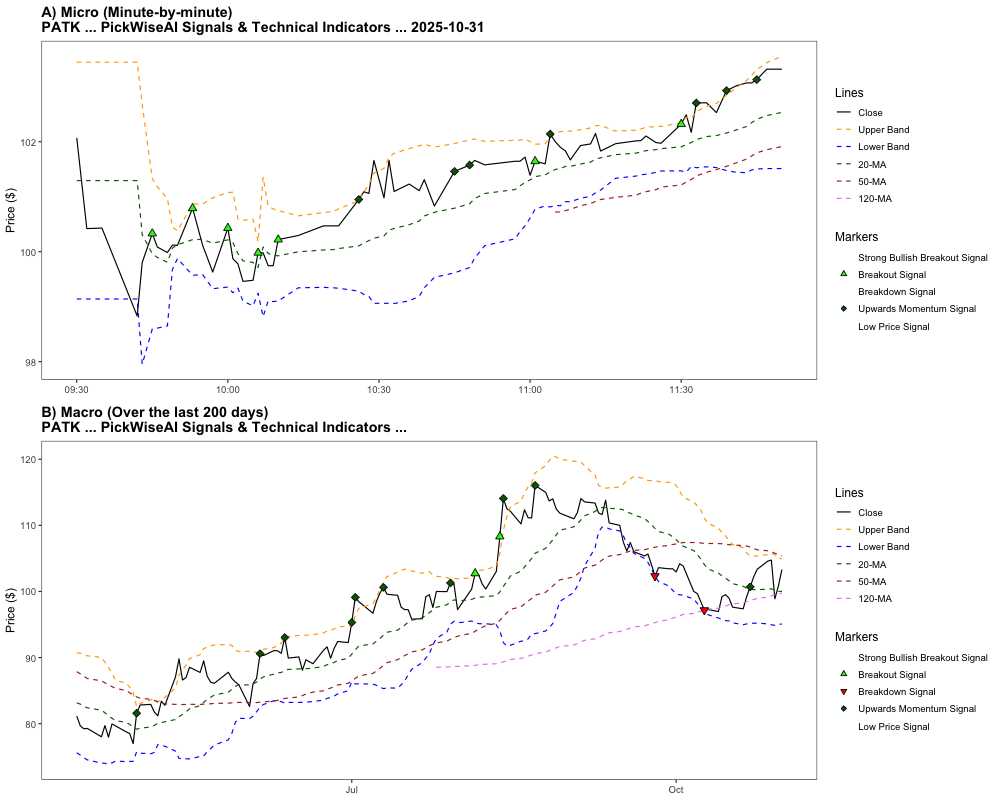 A) Micro (Minute-by-minute)
PATK ... PickWiseAI Signals & Technical Indicators ... 2025-10-31
Price ($)
102
100
98
09:30
10:00
10:30
11:00
11:30
Lines
Close
Upper Band
Lower Band
20-MA
50-MA
120-MA
Markers
Strong Bullish Breakout Signal
Breakout Signal
Breakdown Signal
Upwards Momentum Signal
Low Price Signal
B) Macro (Over the last 200 days)
PATK ... PickWiseAI Signals & Technical Indicators ...
Price ($)
120
110
100
90
80
Jul
Oct
Lines
Close
Upper Band
Lower Band
20-MA
50-MA
120-MA
Markers
Strong Bullish Breakout Signal
Breakout Signal
Breakdown Signal
Upwards Momentum Signal
Low Price Signal